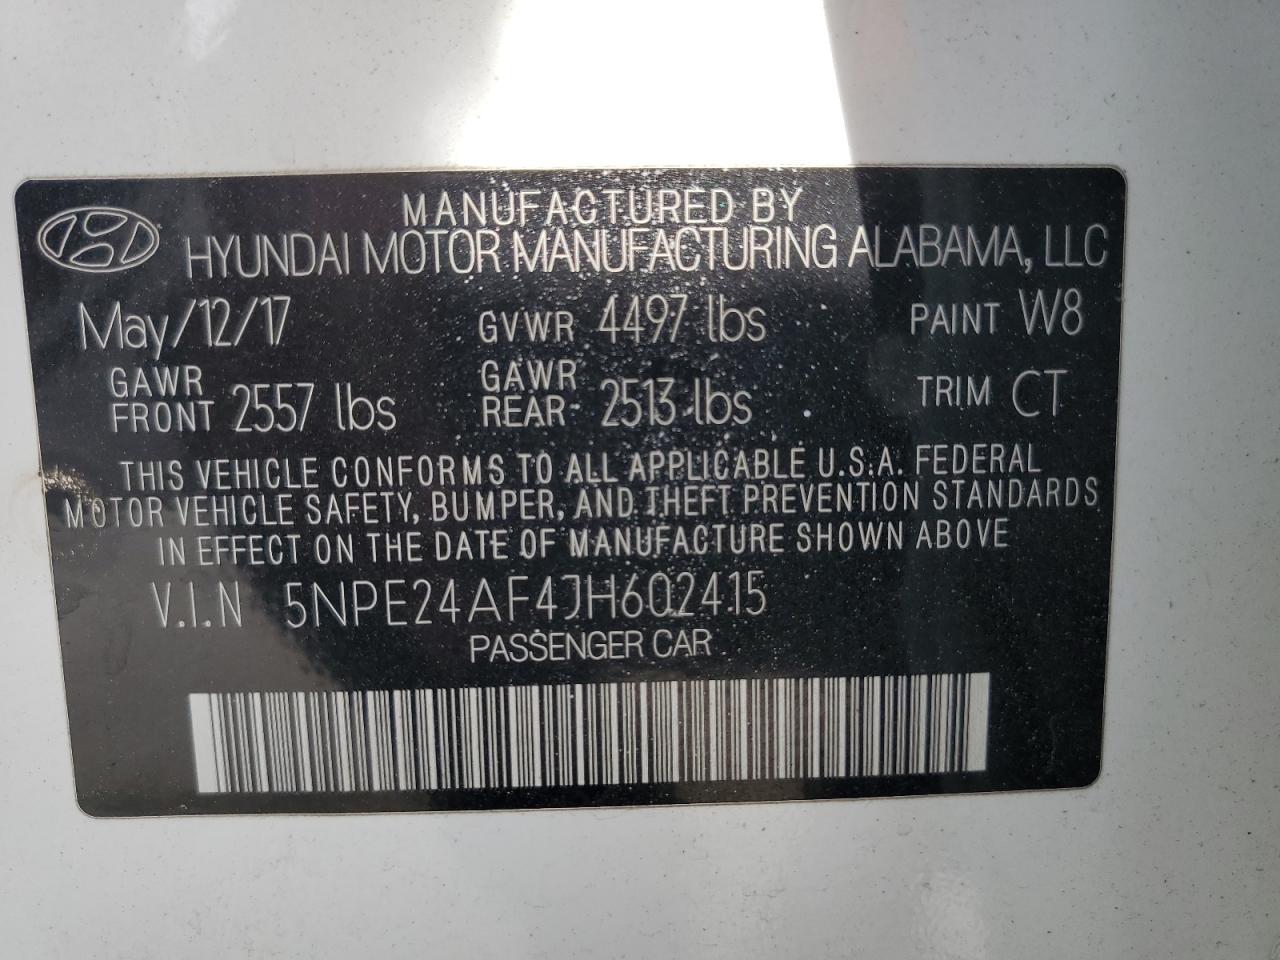 MANUFACTURED BY
HYUNDAI MOTOR MANUFACTURING ALABAMA, LLC
May/12/17 GVWR 4497 lbs PAINT W8
GAWR FRONT 2557 lbs GAWR REAR 2513 lbs TRIM CT
THIS VEHICLE CONFORMS TO ALL APPLICABLE U.S.A. FEDERAL
MOTOR VEHICLE SAFETY, BUMPER, AND THEFT PREVENTION STANDARDS
IN EFFECT ON THE DATE OF MANUFACTURE SHOWN ABOVE
V.I.N 5NPE24AF4JH602415
PASSENGER CAR